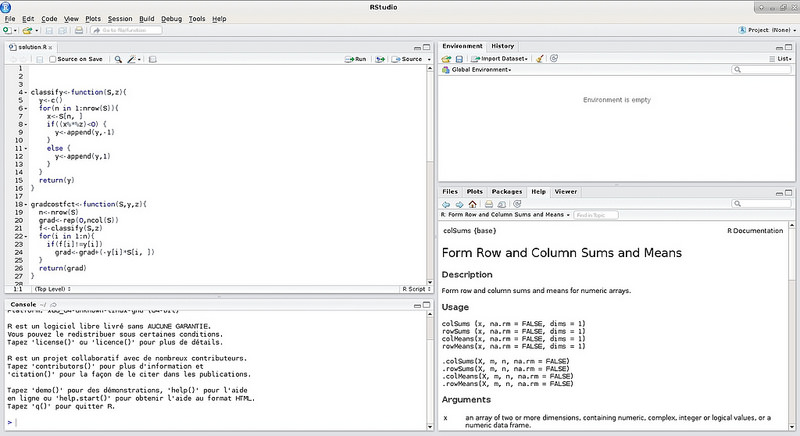 RStudio
File Edit Code View Plots Session Build Debug Tools Help
Go to file/function
Project: (None)
solution.R
Source on Save
Run
Source
1
2
3
4 classify<-function(S,z){
5 y<-c()
6 for(n in 1:nrow(S)){
7 x<-S[n, ]
8 if((x%*%z)<0) {
9 y<-append(y,-1)
10 }
11 else {
12 y<-append(y,1)
13 }
14 }
15 return(y)
16 }
17
18 gradcostfct<-function(S,y,z){
19 n<-nrow(S)
20 grad<-rep(0,ncol(S))
21 f<-classify(S,z)
22 for(i in 1:n){
23 if(f[i]!=y[i])
24 grad<-grad+(-y[i]*S[i, ])
25 }
26 return(grad)
27 }
28
1:1 (Top Level) R Script
Console ~/
Platform: x86_64-unknown-linux-gnu (64-bit)
R est un logiciel libre livré sans AUCUNE GARANTIE.
Vous pouvez le redistribuer sous certaines conditions.
Tapez 'license()' ou 'licence()' pour plus de détails.
R est un projet collaboratif avec de nombreux contributeurs.
Tapez 'contributors()' pour plus d'information et
'citation()' pour la façon de le citer dans les publications.
Tapez 'demo()' pour des démonstrations, 'help()' pour l'aide
en ligne ou 'help.start()' pour obtenir l'aide au format HTML.
Tapez 'q()' pour quitter R.
>
Environment History
Import Dataset
List
Global Environment
Environment is empty
Files Plots Packages Help Viewer
R: Form Row and Column Sums and Means
Find in Topic
colSums {base}
R Documentation
Form Row and Column Sums and Means
Description
Form row and column sums and means for numeric arrays.
Usage
colSums (x, na.rm = FALSE, dims = 1)
rowSums (x, na.rm = FALSE, dims = 1)
colMeans(x, na.rm = FALSE, dims = 1)
rowMeans(x, na.rm = FALSE, dims = 1)
.colSums(X, m, n, na.rm = FALSE)
.rowSums(X, m, n, na.rm = FALSE)
.colMeans(X, m, n, na.rm = FALSE)
.rowMeans(X, m, n, na.rm = FALSE)
Arguments
x an array of two or more dimensions, containing numeric, complex, integer or logical values, or a
numeric data frame.